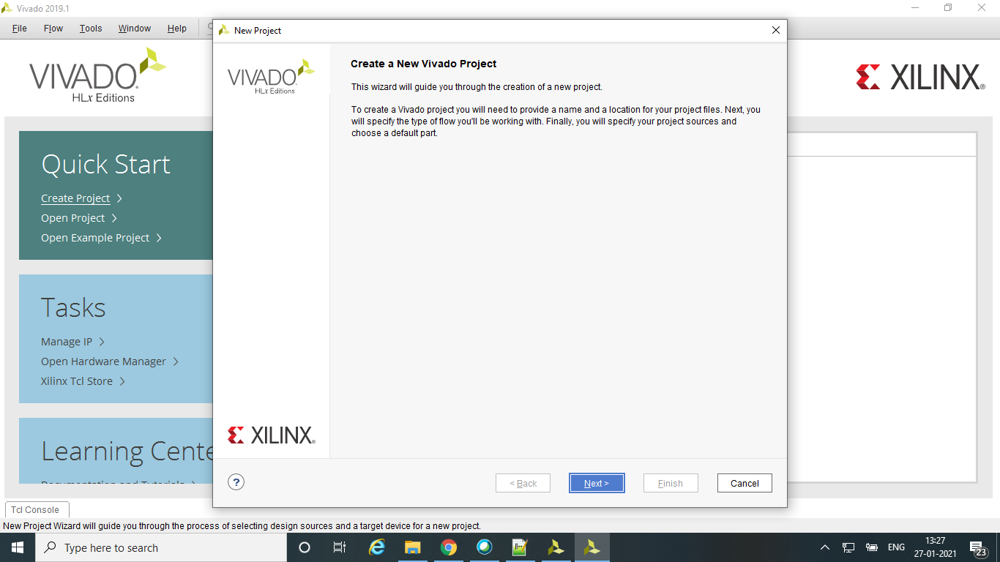 Vivado 2019.1
File Flow Tools Window Help
VIVADO.
HLx Editions
XILINX®
Quick Start
Create Project
Open Project
Open Example Project
Tasks
Manage IP
Open Hardware Manager
Xilinx Tcl Store
Learning Cente
Documentation and Tutorials
New Project
VIVADO.
HLx Editions
XILINX®
Create a New Vivado Project
This wizard will guide you through the creation of a new project.
To create a Vivado project you will need to provide a name and a location for your project files. Next, you
will specify the type of flow you'll be working with. Finally, you will specify your project sources and
choose a default part.
?
< Back Next > Finish Cancel
Tcl Console
New Project Wizard will guide you through the process of selecting design sources and a target device for a new project.
Type here to search
ENG
13:27
27-01-2021
23